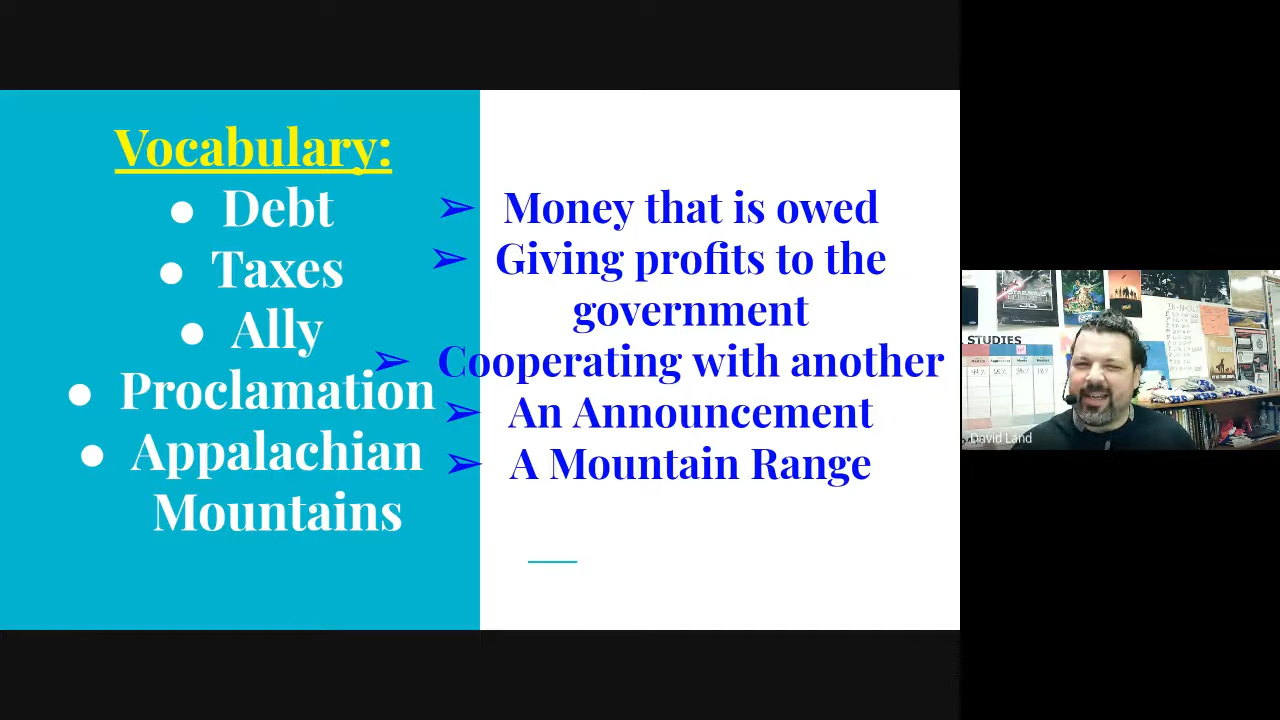 Vocabulary:
● Debt
● Taxes
● Ally
● Proclamation
● Appalachian
Mountains
➢ Money that is owed
➢ Giving profits to the
government
➢ Cooperating with another
➢ An Announcement
➢ A Mountain Range
STUDIES
David Land